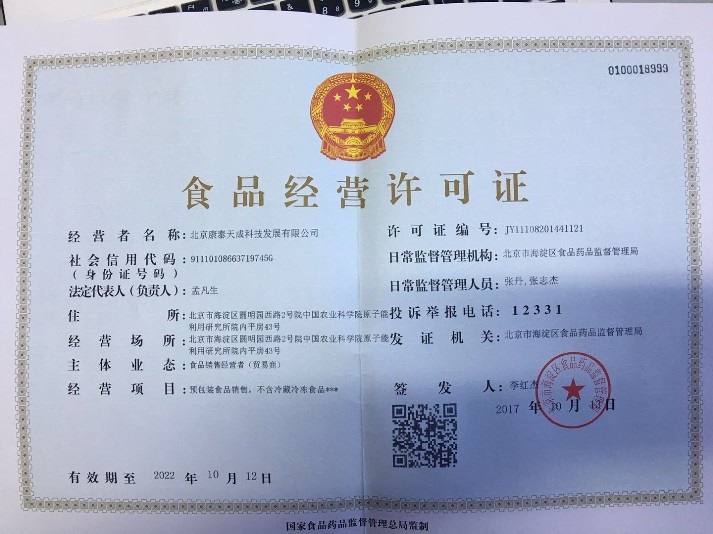 0100018999
食品经营许可证
经营者名称:北京康泰天成科技发展有限公司
社会信用代码:91110108663719745G
(身份证号码)
法定代表人(负责人):孟凡生
住所:北京市海淀区圆明园西路2号院中国农业科学院原子能
利用研究所院内平房43号
经营场所:北京市海淀区圆明园西路2号院中国农业科学院原子能
利用研究所院内平房43号
主体业态:食品销售经营者(贸易商)
经营项目:预包装食品销售,不含冷藏冷冻食品***
有效期至 2022 年 10 月 12 日
许可证编号:JY11108201441121
日常监督管理机构:北京市海淀区食品药品监督管理局
日常监督管理人员:张丹,张志杰
投诉举报电话:12331
发证机关:北京市海淀区食品药品监督管理局
签发人:李红杰
2017 年 10 月 13 日
国家食品药品监督管理总局监制